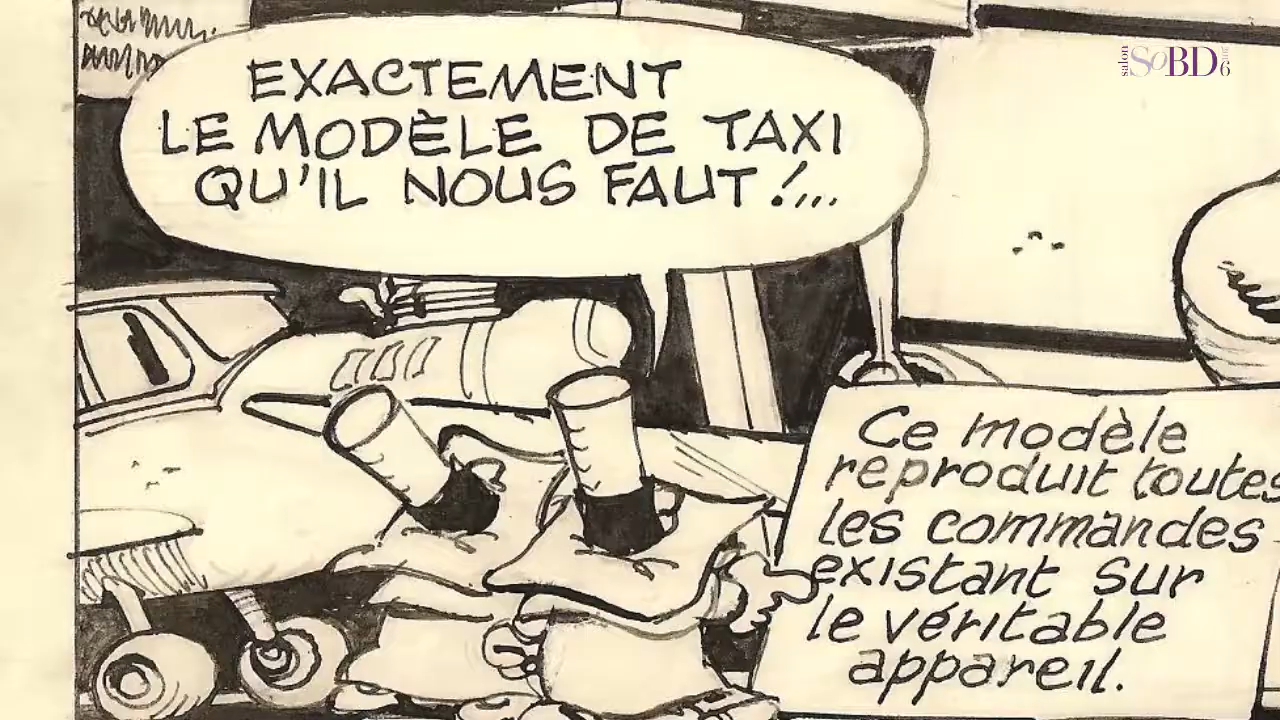 EXACTEMENT
LE MODÈLE DE TAXI
QU'IL NOUS FAUT !...
salon SoBD
Ce modèle
reproduit toutes
les commandes
existant sur
le véritable
appareil.